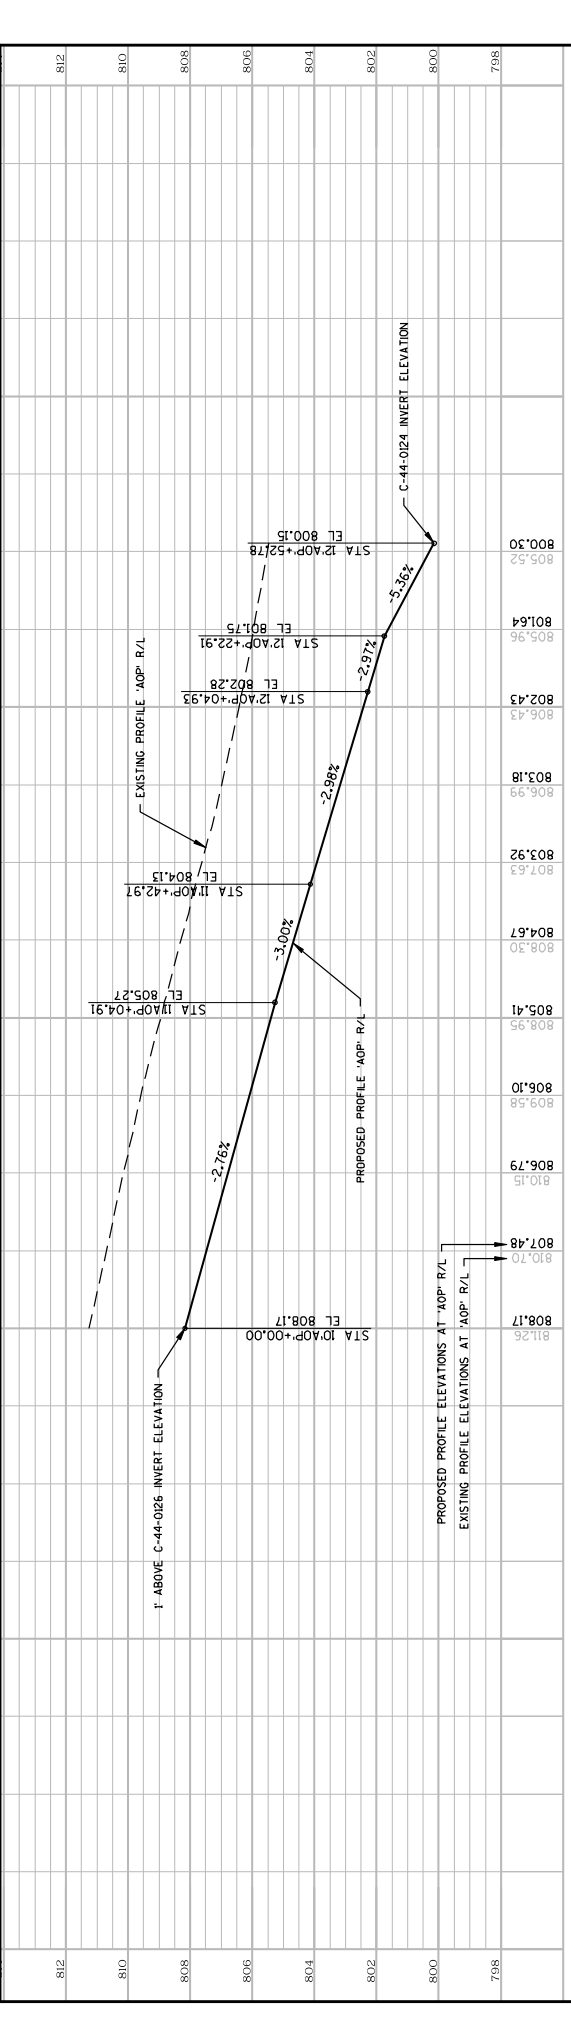 812
810
808
806
804
802
800
798
C-44-0124 INVERT ELEVATION
STA 12'AOP'+52.78
EL 800.15
-5.36%
STA 12'AOP'+22.91
EL 801.75
-2.97%
STA 12'AOP'+04.93
EL 802.28
EXISTING PROFILE 'AOP' R/L
-2.98%
STA 11'AOP'+42.97
EL 804.13
-3.00%
STA 11'AOP'+04.91
EL 805.27
PROPOSED PROFILE 'AOP' R/L
-2.76%
STA 10'AOP'+00.00
EL 808.17
1' ABOVE C-44-0126 INVERT ELEVATION
PROPOSED PROFILE ELEVATIONS AT 'AOP' R/L
EXISTING PROFILE ELEVATIONS AT 'AOP' R/L
800.30
805.52
801.64
805.96
802.43
806.43
803.18
806.99
803.92
807.63
804.67
808.30
805.41
808.95
806.10
809.58
806.79
810.15
807.48
810.70
808.17
811.26
812
810
808
806
804
802
800
798